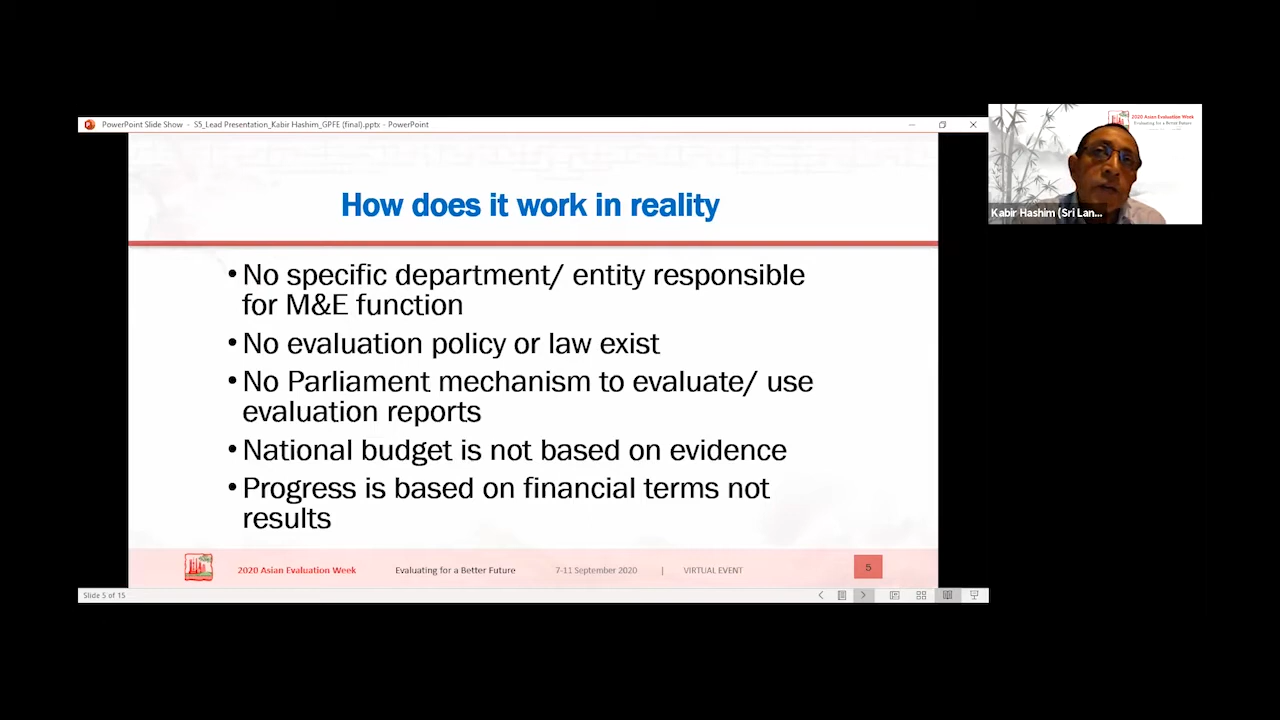 PowerPoint Slide Show - S5_Lead Presentation_Kabir Hashim_GPFE (final).pptx - PowerPoint
2020 Asian Evaluation Week
Evaluating for a Better Future
Kabir Hashim (Sri Lan...
How does it work in reality
•No specific department/ entity responsible
for M&E function
•No evaluation policy or law exist
•No Parliament mechanism to evaluate/ use
evaluation reports
•National budget is not based on evidence
•Progress is based on financial terms not
results
2020 Asian Evaluation Week Evaluating for a Better Future 7-11 September 2020 | VIRTUAL EVENT 5
Slide 5 of 15